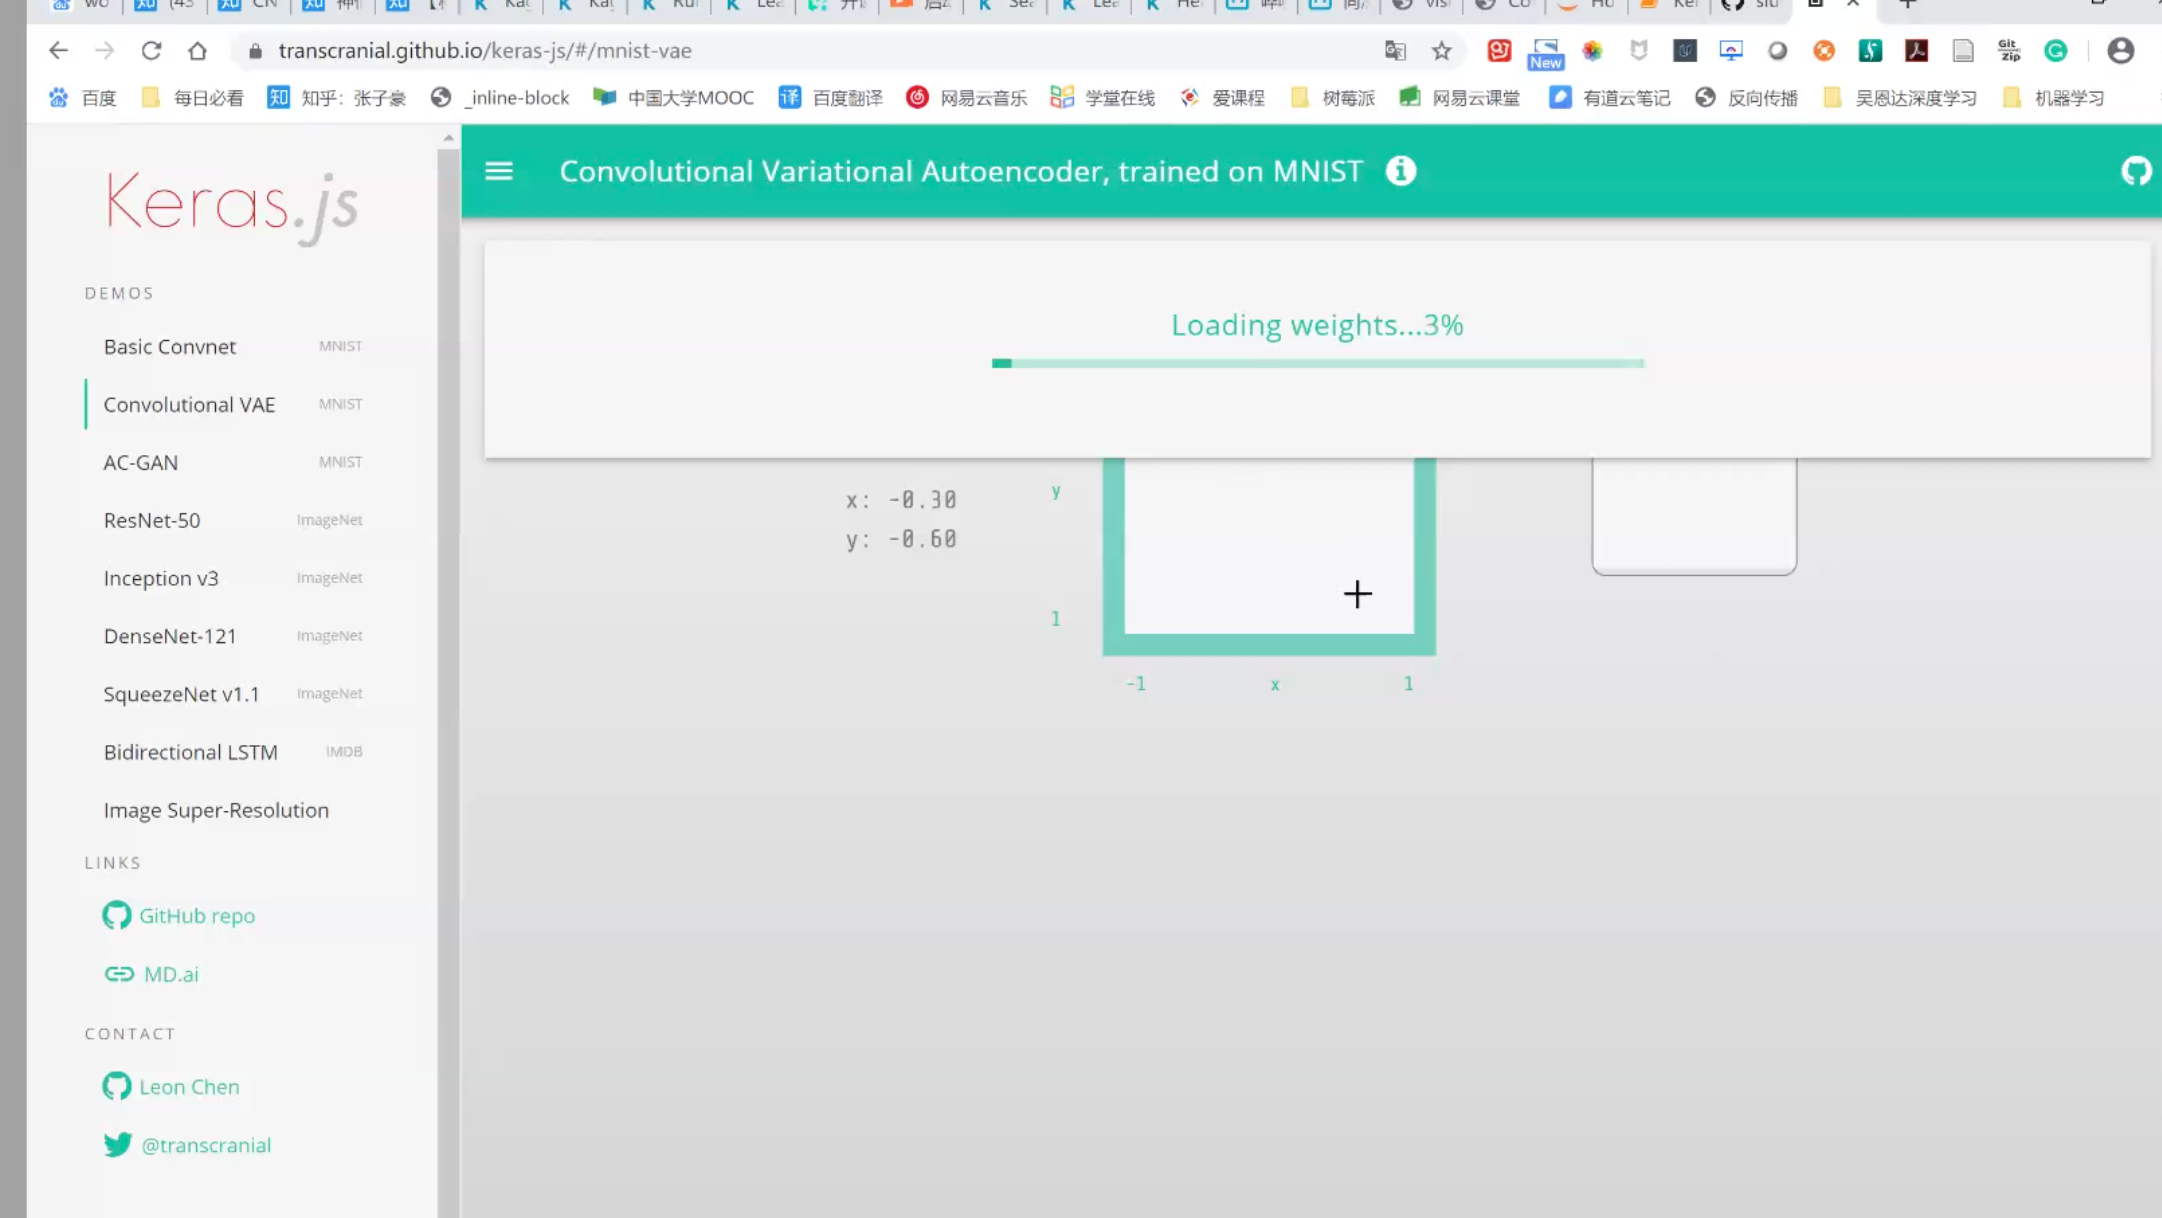 transcranial.github.io/keras-js/#/mnist-vae
New
Git Zip
百度 每日必看 知 知乎：张子豪 _inline-block 中国大学MOOC 译 百度翻译 网易云音乐 学堂在线 爱课程 树莓派 网易云课堂 有道云笔记 反向传播 吴恩达深度学习 机器学习
Keras.js
Convolutional Variational Autoencoder, trained on MNIST
DEMOS
Basic Convnet MNIST
Convolutional VAE MNIST
AC-GAN MNIST
ResNet-50 ImageNet
Inception v3 ImageNet
DenseNet-121 ImageNet
SqueezeNet v1.1 ImageNet
Bidirectional LSTM IMDB
Image Super-Resolution
LINKS
GitHub repo
MD.ai
CONTACT
Leon Chen
@transcranial
Loading weights...3%
x: -0.30
y: -0.60
y
1
-1 x 1